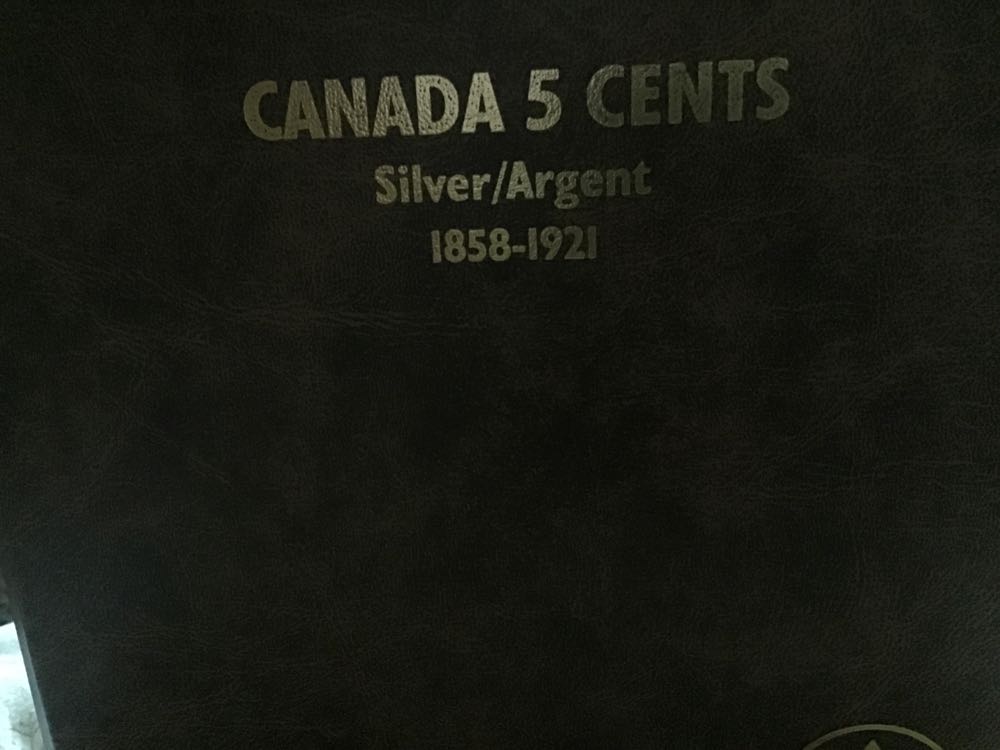 CANADA 5 CENTS
Silver/Argent
1858-1921